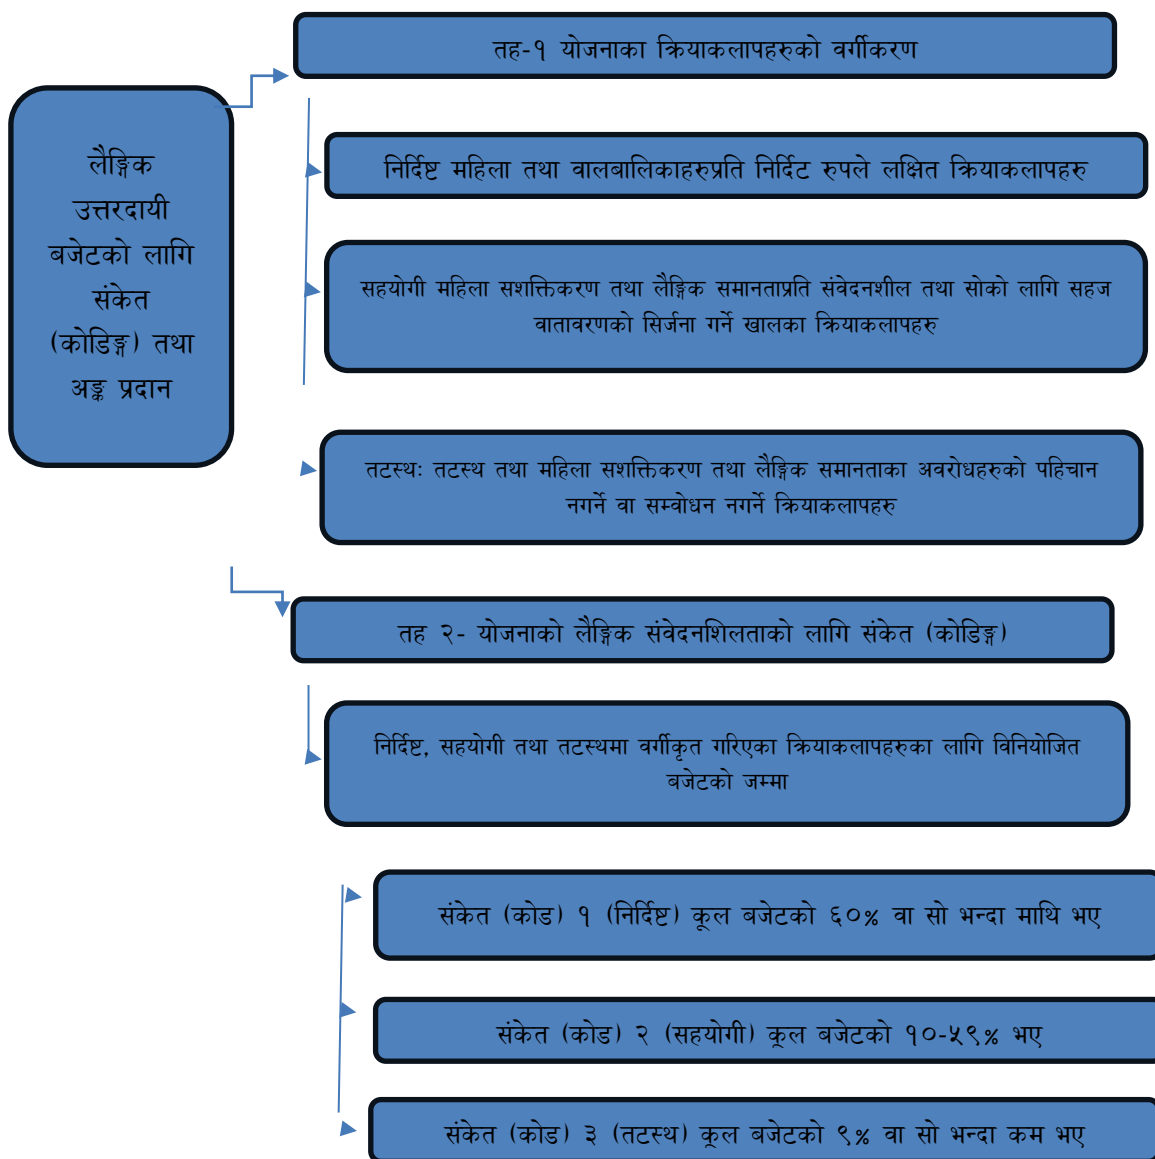 लैङ्गिक
उत्तरदायी
बजेटको लागि
संकेत
(कोडिङ्ग) तथा
अङ्क प्रदान
तह-१ योजनाका क्रियाकलापहरुको वर्गीकरण
निर्दिष्ट महिला तथा वालबालिकाहरुप्रति निर्दिट रुपले लक्षित क्रियाकलापहरु
सहयोगी महिला सशक्तिकरण तथा लैङ्गिक समानताप्रति संवेदनशील तथा सोको लागि सहज
वातावरणको सिर्जना गर्ने खालका क्रियाकलापहरु
तटस्थः तटस्थ तथा महिला सशक्तिकरण तथा लैङ्गिक समानताका अवरोधहरुको पहिचान
नगर्ने वा सम्वोधन नगर्ने क्रियाकलापहरु
तह २- योजनाको लैङ्गिक संवेदनशिलताको लागि संकेत (कोडिङ्ग)
निर्दिष्ट, सहयोगी तथा तटस्थमा वर्गीकृत गरिएका क्रियाकलापहरुका लागि विनियोजित
बजेटको जम्मा
संकेत (कोड) १ (निर्दिष्ट) कूल बजेटको ६०% वा सो भन्दा माथि भए
संकेत (कोड) २ (सहयोगी) कूल बजेटको १०-५९% भए
संकेत (कोड) ३ (तटस्थ) कूल बजेटको ९% वा सो भन्दा कम भए